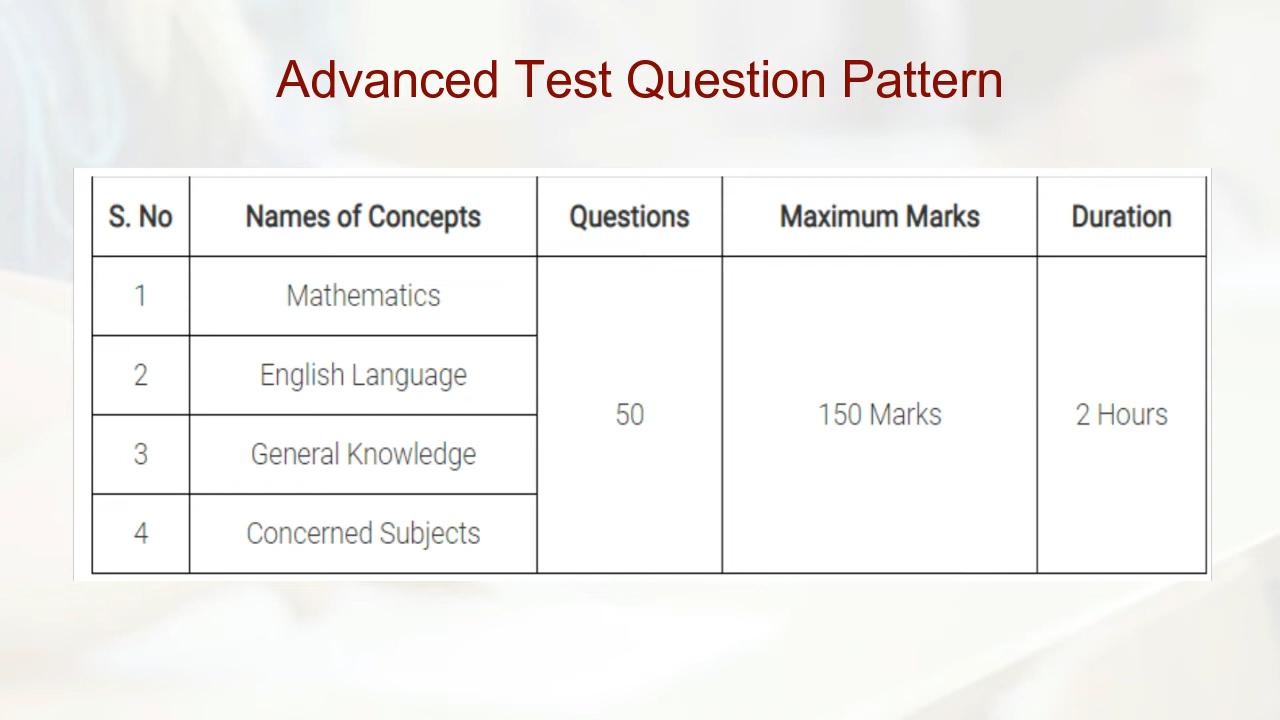 Advanced Test Question Pattern
S. No Names of Concepts Questions Maximum Marks Duration
1 Mathematics
2 English Language
50 150 Marks 2 Hours
3 General Knowledge
4 Concerned Subjects